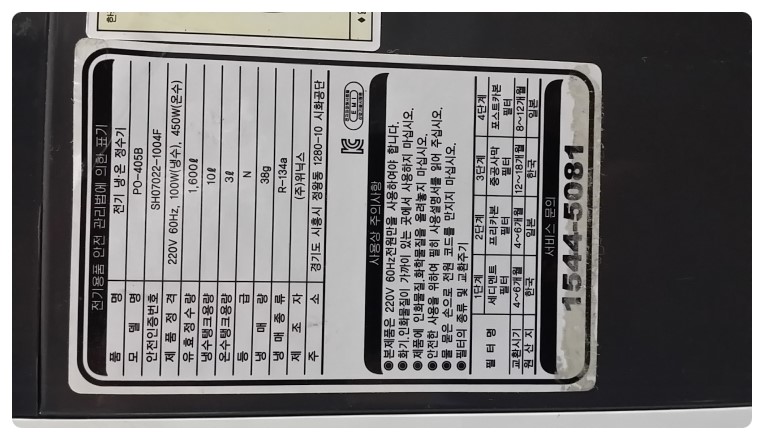 전기용품 안전 관리법에 의한 표기
품 명 전기 냉·온 정수기
모 델 명 PO-405B
안전인증번호 SH07022-1004F
제 품 정 격 220V 60Hz, 100W(냉수), 450W(온수)
유효정수량 1,600ℓ
냉수탱크용량 10ℓ
온수탱크용량 3ℓ
등 급 N
냉 매 량 38g
냉 매 종 류 R-134a
제 조 자 (주)위닉스
주 소 경기도 시흥시 정왕동 1280-10 시화공단
EMI
사용상 주의사항
●본제품은 220V 60Hz전원만을 사용하여야 합니다.
●화기,인화물질이 가까이 있는 곳에서 사용하지 마십시오.
●제품에 인화물질,화학물질을 올려놓지 마십시오.
●안전한 사용을 위하여 필히 사용설명서를 읽어 주십시오.
●물 묻은 손으로 전원 코드를 만지지 마십시오.
●필터의 종류 및 교환주기
필 터 명 1단계 세디멘트 필터 2단계 프리카본 필터 3단계 중공사막 필터 4단계 포스트카본 필터
교환시기 4~6개월 4~6개월 12~18개월 8~12개월
원 산 지 한국 일본 한국 일본
서비스 문의
1544-5081